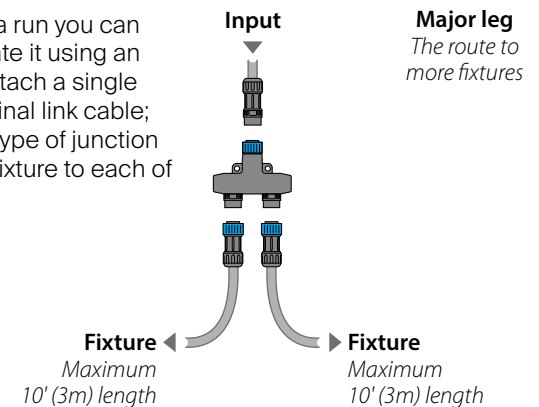 a run you can
ate it using an
tach a single
inal link cable;
ype of junction
ixture to each of
Input
Major leg
The route to
more fixtures
Fixture
Maximum
10' (3m) length
Fixture
Maximum
10' (3m) length